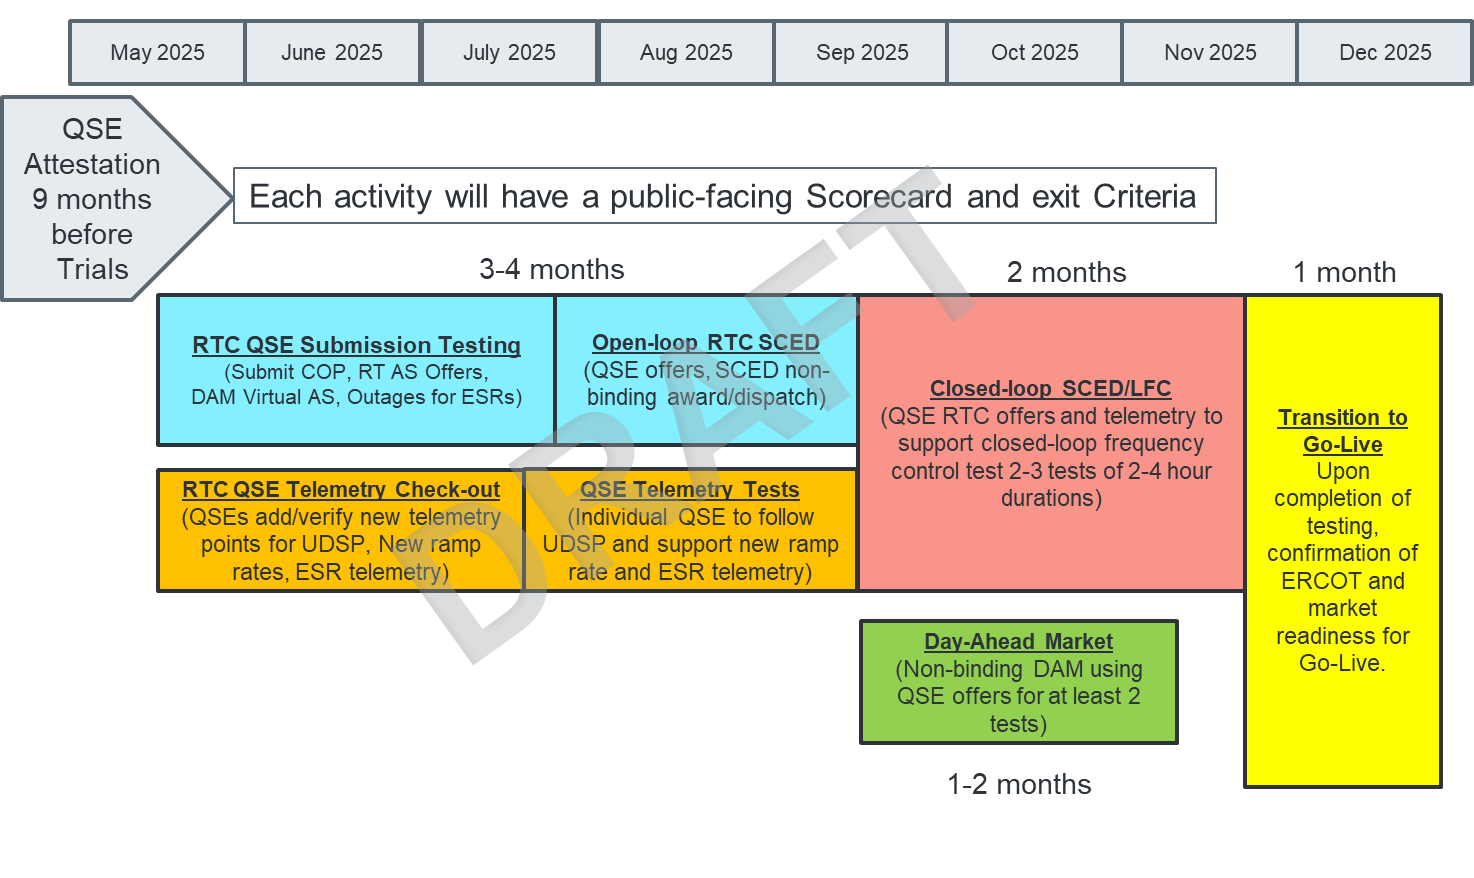 May 2025
June 2025
July 2025
Aug 2025
Sep 2025
Oct 2025
Nov 2025
Dec 2025
QSE
Attestation
9 months
before
Trials
Each activity will have a public-facing Scorecard and exit Criteria
3-4 months
2 months
1 month
RTC QSE Submission Testing
(Submit COP, RT AS Offers,
DAM Virtual AS, Outages for ESRs)
Open-loop RTC SCED
(QSE offers, SCED non-
binding award/dispatch)
RTC QSE Telemetry Check-out
(QSEs add/verify new telemetry
points for UDSP, New ramp
rates, ESR telemetry)
QSE Telemetry Tests
(Individual QSE to follow
UDSP and support new ramp
rate and ESR telemetry)
Closed-loop SCED/LFC
(QSE RTC offers and telemetry to
support closed-loop frequency
control test 2-3 tests of 2-4 hour
durations)
Transition to
Go-Live
Upon
completion of
testing,
confirmation of
ERCOT and
market
readiness for
Go-Live.
Day-Ahead Market
(Non-binding DAM using
QSE offers for at least 2
tests)
1-2 months
DRAFT